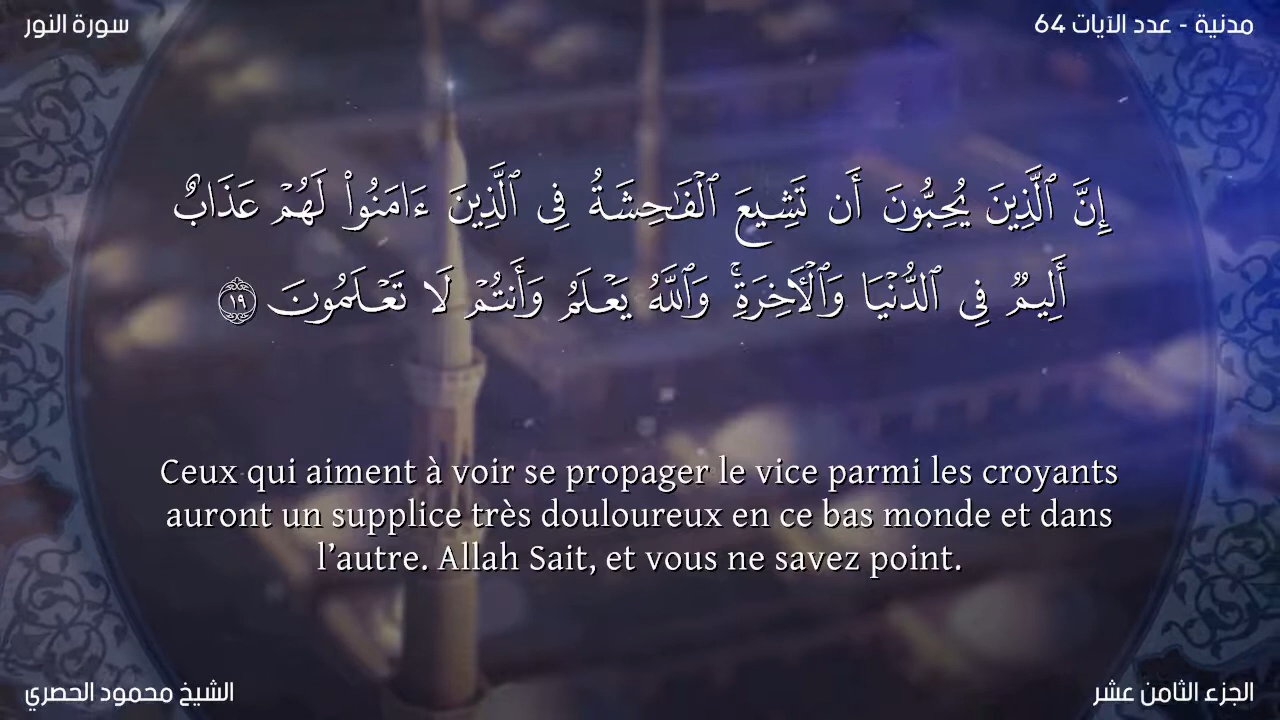 سورة النور
مدنية - عدد الآيات 64
إِنَّ ٱلَّذِينَ يُحِبُّونَ أَن تَشِيعَ ٱلْفَٰحِشَةُ فِى ٱلَّذِينَ ءَامَنُوا۟ لَهُمْ عَذَابٌ
أَلِيمٌ فِى ٱلدُّنْيَا وَٱلْـَٔاخِرَةِ ۚ وَٱللَّهُ يَعْلَمُ وَأَنتُمْ لَا تَعْلَمُونَ ١٩
Ceux qui aiment à voir se propager le vice parmi les croyants
auront un supplice très douloureux en ce bas monde et dans
l’autre. Allah Sait, et vous ne savez point.
الشيخ محمود الحصري
الجزء الثامن عشر